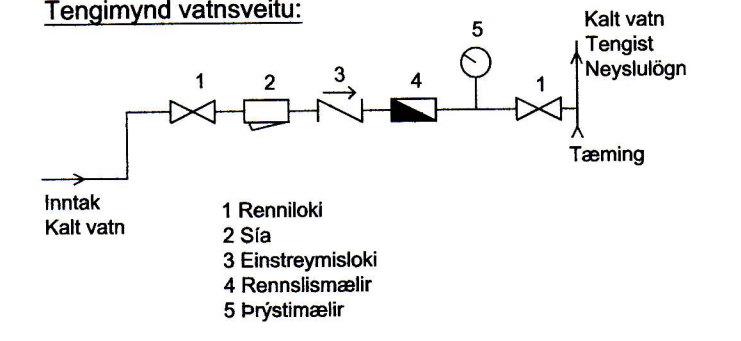 Tengimynd vatnsveitu:
Kalt vatn
Tengist
Neyslulögn
5
1
2
3
4
1
Tæming
Inntak
Kalt vatn
1 Renniloki
2 Sía
3 Einstreymisloki
4 Rennslismælir
5 Þrýstimælir